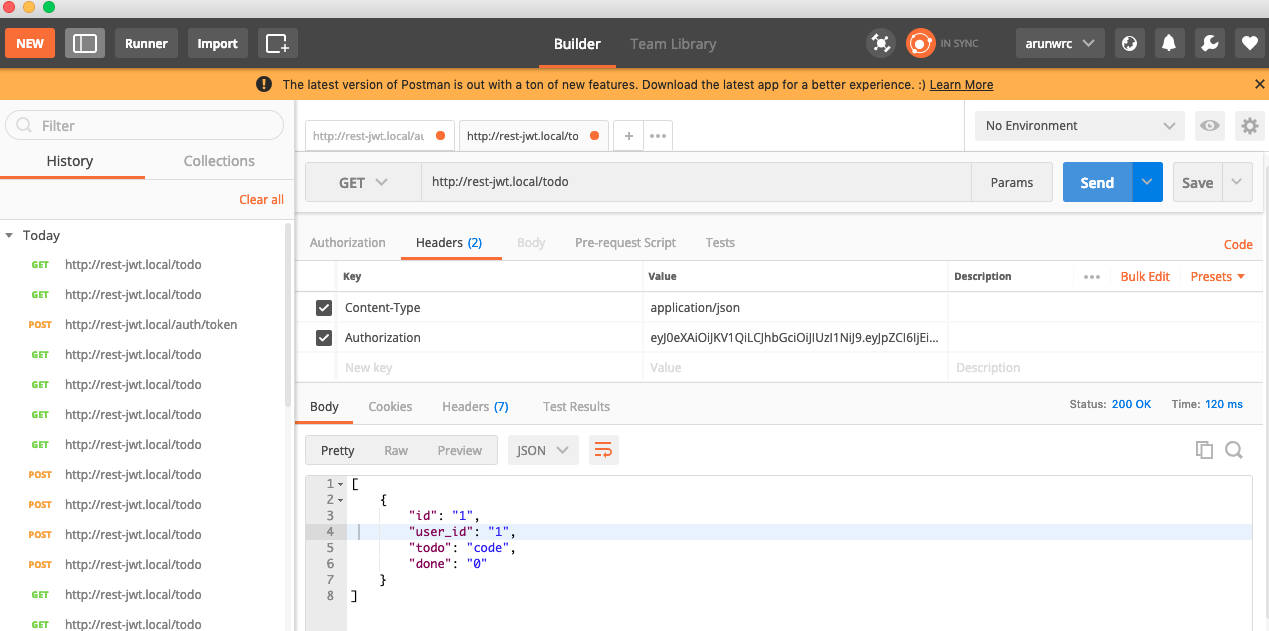 NEW Runner Import Builder Team Library IN SYNC arunwrc
! The latest version of Postman is out with a ton of new features. Download the latest app for a better experience. :) Learn More
Filter
History Collections
Clear all
Today
GET http://rest-jwt.local/todo
GET http://rest-jwt.local/todo
POST http://rest-jwt.local/auth/token
GET http://rest-jwt.local/todo
GET http://rest-jwt.local/todo
GET http://rest-jwt.local/todo
GET http://rest-jwt.local/todo
POST http://rest-jwt.local/todo
POST http://rest-jwt.local/todo
POST http://rest-jwt.local/todo
POST http://rest-jwt.local/todo
GET http://rest-jwt.local/todo
GET http://rest-jwt.local/todo
http://rest-jwt.local/au http://rest-jwt.local/to + ••• No Environment
GET http://rest-jwt.local/todo Params Send Save
Authorization Headers (2) Body Pre-request Script Tests Code
Key Value Description ••• Bulk Edit Presets
Content-Type application/json
Authorization eyJ0eXAiOiJKV1QiLCJhbGciOiJIUzI1NiJ9.eyJpZCI6IjEi...
New key Value Description
Body Cookies Headers (7) Test Results Status: 200 OK Time: 120 ms
Pretty Raw Preview JSON
1 [
2 {
3 "id": "1",
4 "user_id": "1",
5 "todo": "code",
6 "done": "0"
7 }
8 ]